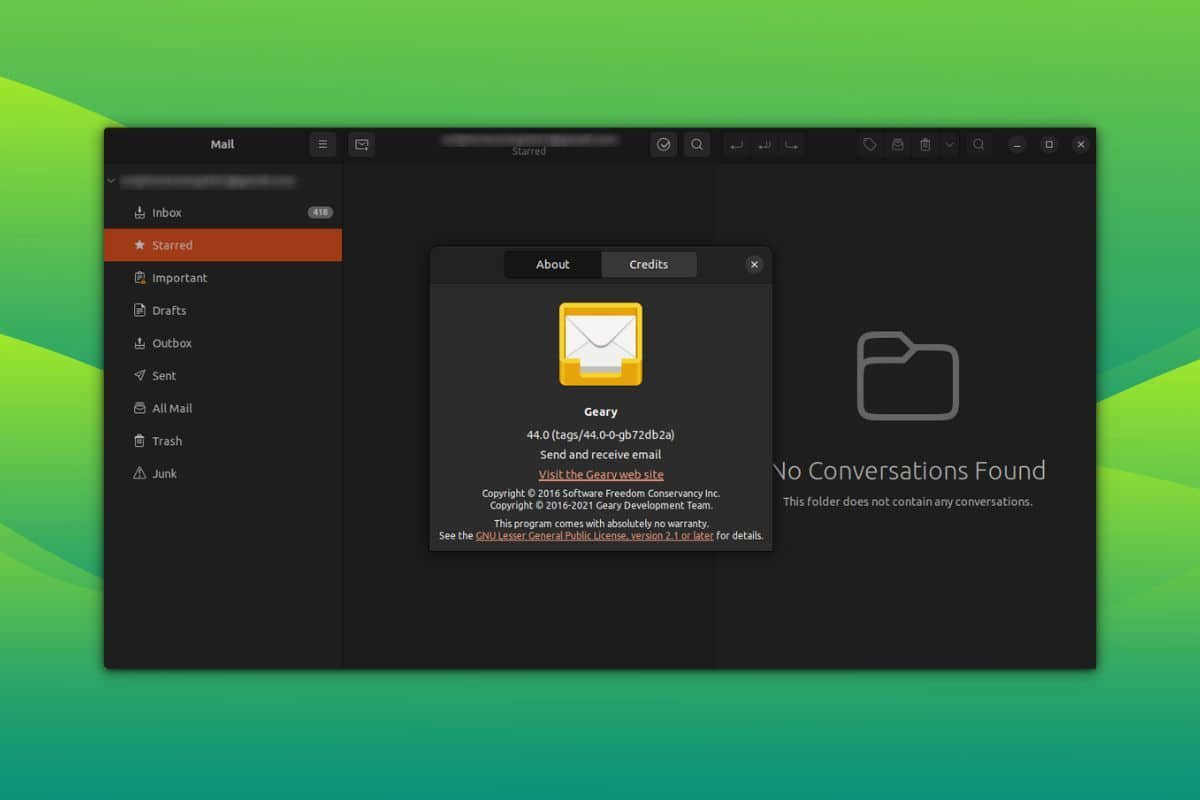 Mail
Starred
Inbox 418
Starred
Important
Drafts
Outbox
Sent
All Mail
Trash
Junk
About Credits
Geary
44.0 (tags/44.0-0-gb72db2a)
Send and receive email
Visit the Geary web site
Copyright © 2016 Software Freedom Conservancy Inc.
Copyright © 2016-2021 Geary Development Team.
This program comes with absolutely no warranty.
See the GNU Lesser General Public License, version 2.1 or later for details.
No Conversations Found
This folder does not contain any conversations.